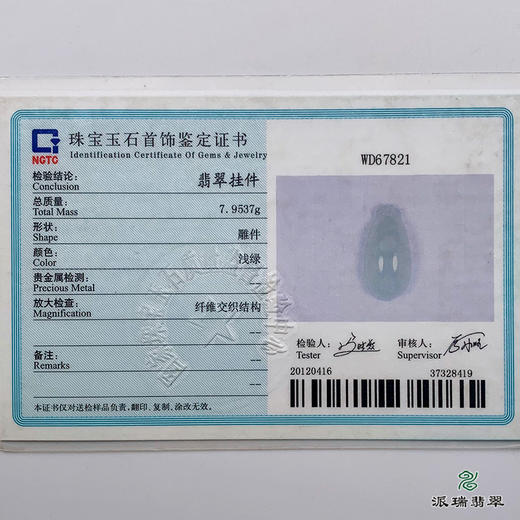 NGTC
珠宝玉石首饰鉴定证书
Identification Certificate Of Gems & Jewelry
检验结论:
Conclusion
翡翠挂件
总质量:
Total Mass
7.9537g
形状:
Shape
雕件
颜色:
Color
浅绿
贵金属检测:
Precious Metal
--
放大检查:
Magnification
纤维交织结构
--
备注:
Remarks
--
--
本证书仅对送检样品负责,翻印、复制、涂改无效。
WD67821
检验人:
Tester
审核人:
Supervisor
20120416
37328419
派瑞翡翠